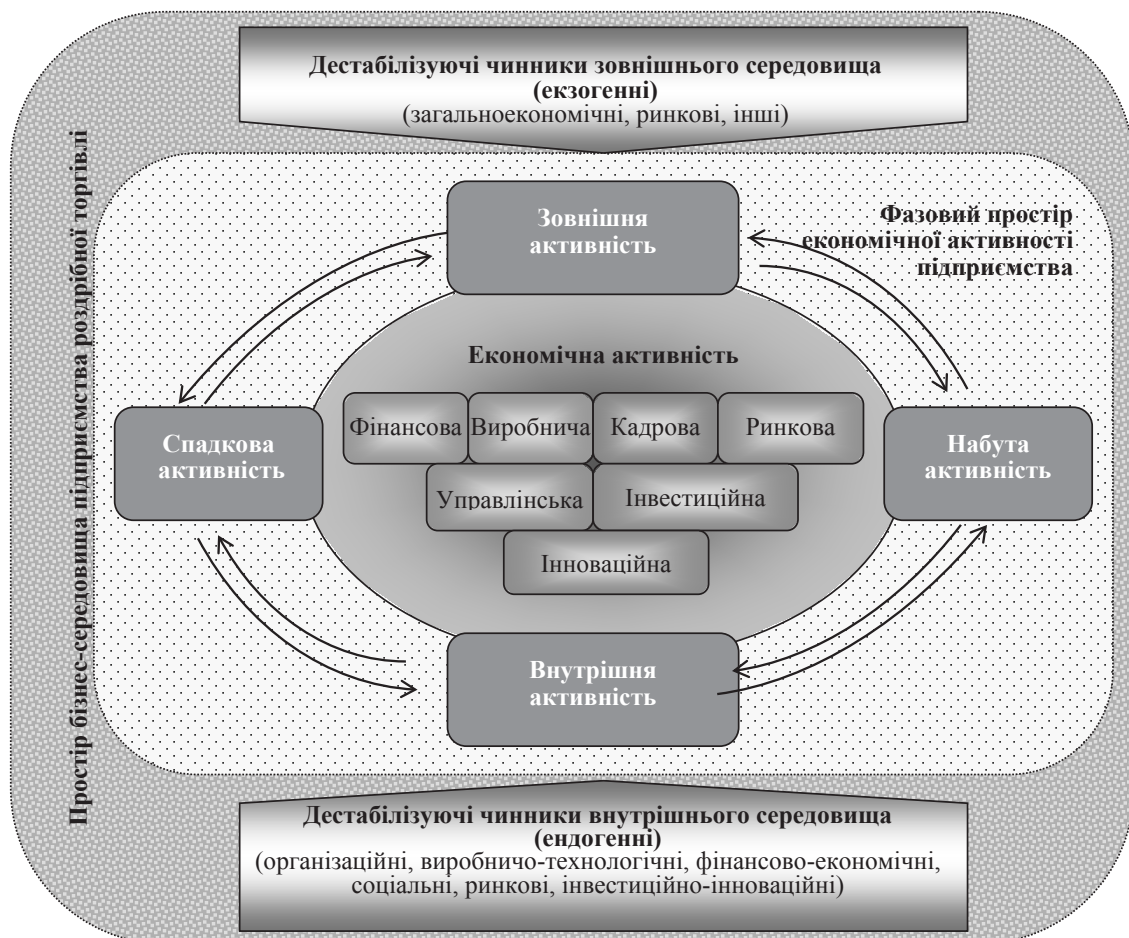 Дестабілізуючі чинники зовнішнього середовища
(екзогенні)
(загальноекономічні, ринкові, інші)
Простір бізнес-середовища підприємства роздрібної торгівлі
Зовнішня
активність
Фазовий простір
економічної активності
підприємства
Економічна активність
Фінансова
Виробнича
Кадрова
Ринкова
Спадкова
активність
Набута
активність
Управлінська
Інвестиційна
Інноваційна
Внутрішня
активність
Дестабілізуючі чинники внутрішнього середовища
(ендогенні)
(організаційні, виробничо-технологічні, фінансово-економічні,
соціальні, ринкові, інвестиційно-інноваційні)